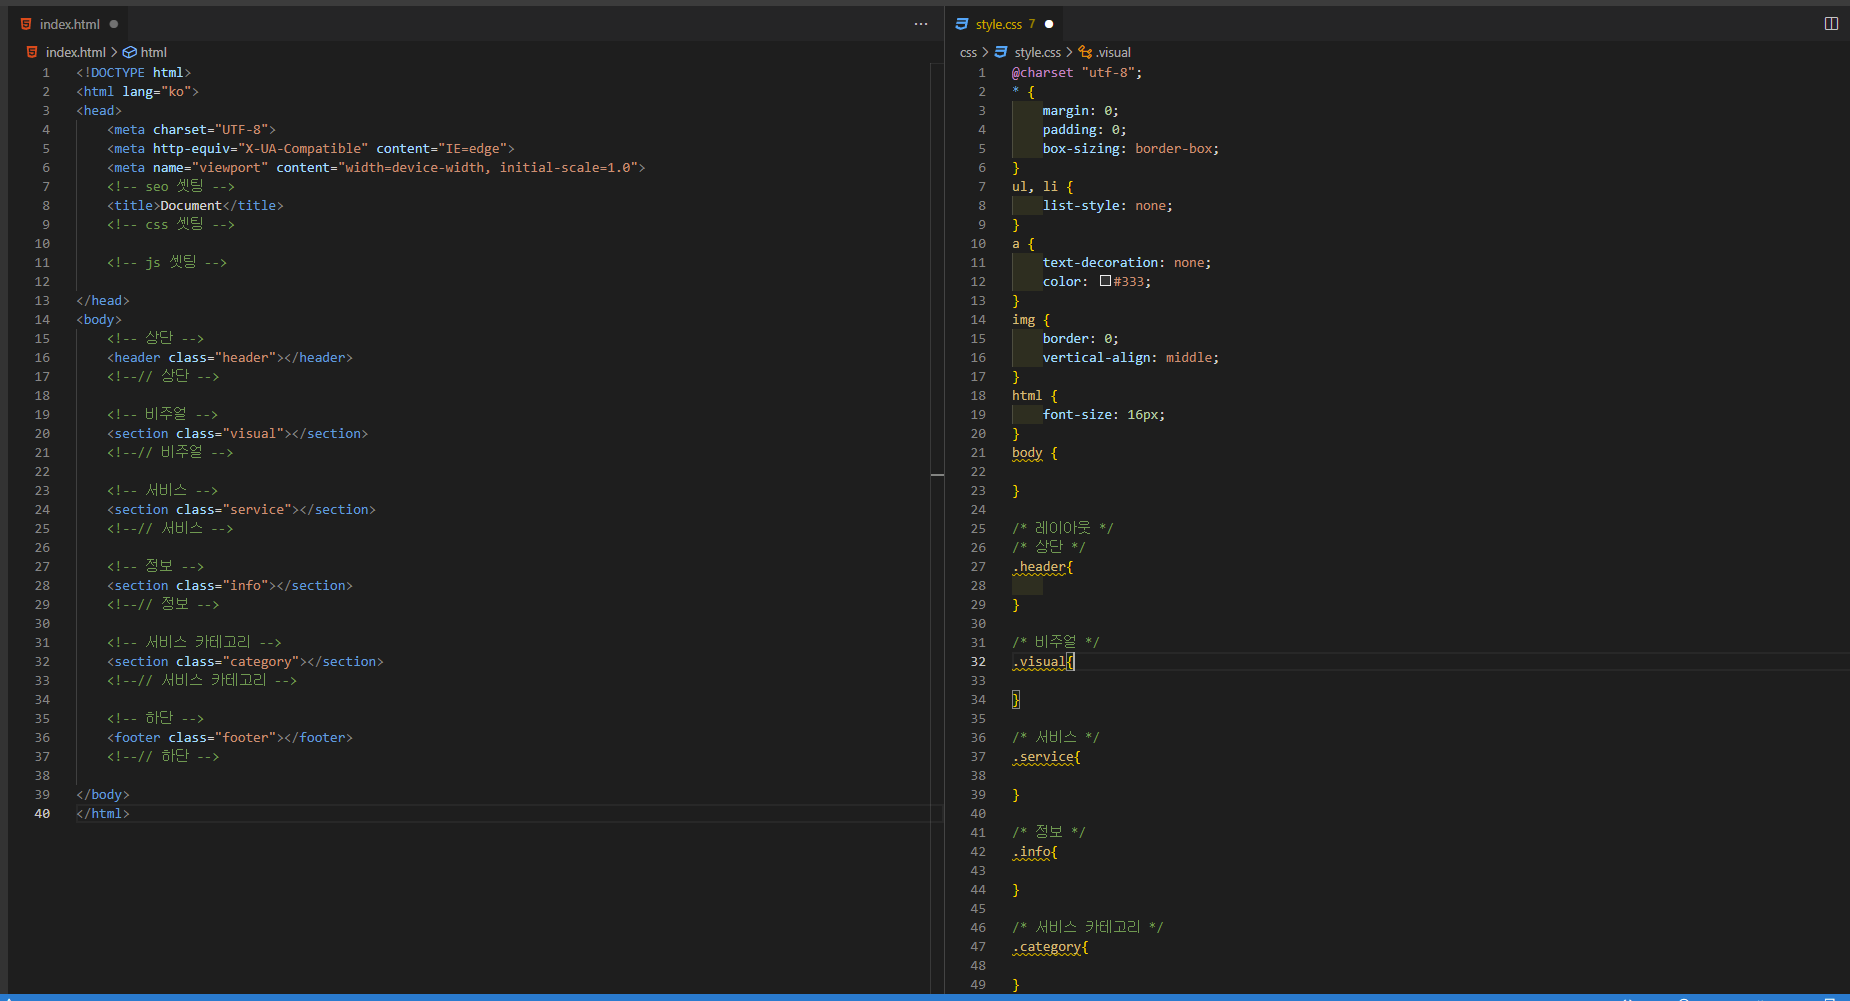 index.html
index.html > html
1 <!DOCTYPE html>
2 <html lang="ko">
3 <head>
4 <meta charset="UTF-8">
5 <meta http-equiv="X-UA-Compatible" content="IE=edge">
6 <meta name="viewport" content="width=device-width, initial-scale=1.0">
7 <!-- seo 셋팅 -->
8 <title>Document</title>
9 <!-- css 셋팅 -->
10
11 <!-- js 셋팅 -->
12
13 </head>
14 <body>
15 <!-- 상단 -->
16 <header class="header"></header>
17 <!--// 상단 -->
18
19 <!-- 비주얼 -->
20 <section class="visual"></section>
21 <!--// 비주얼 -->
22
23 <!-- 서비스 -->
24 <section class="service"></section>
25 <!--// 서비스 -->
26
27 <!-- 정보 -->
28 <section class="info"></section>
29 <!--// 정보 -->
30
31 <!-- 서비스 카테고리 -->
32 <section class="category"></section>
33 <!--// 서비스 카테고리 -->
34
35 <!-- 하단 -->
36 <footer class="footer"></footer>
37 <!--// 하단 -->
38
39 </body>
40 </html>
style.css 7
css > style.css > .visual
1 @charset "utf-8";
2 * {
3 margin: 0;
4 padding: 0;
5 box-sizing: border-box;
6 }
7 ul, li {
8 list-style: none;
9 }
10 a {
11 text-decoration: none;
12 color: #333;
13 }
14 img {
15 border: 0;
16 vertical-align: middle;
17 }
18 html {
19 font-size: 16px;
20 }
21 body {
22
23 }
24
25 /* 레이아웃 */
26 /* 상단 */
27 .header{
28
29 }
30
31 /* 비주얼 */
32 .visual{
33
34 }
35
36 /* 서비스 */
37 .service{
38
39 }
40
41 /* 정보 */
42 .info{
43
44 }
45
46 /* 서비스 카테고리 */
47 .category{
48
49 }